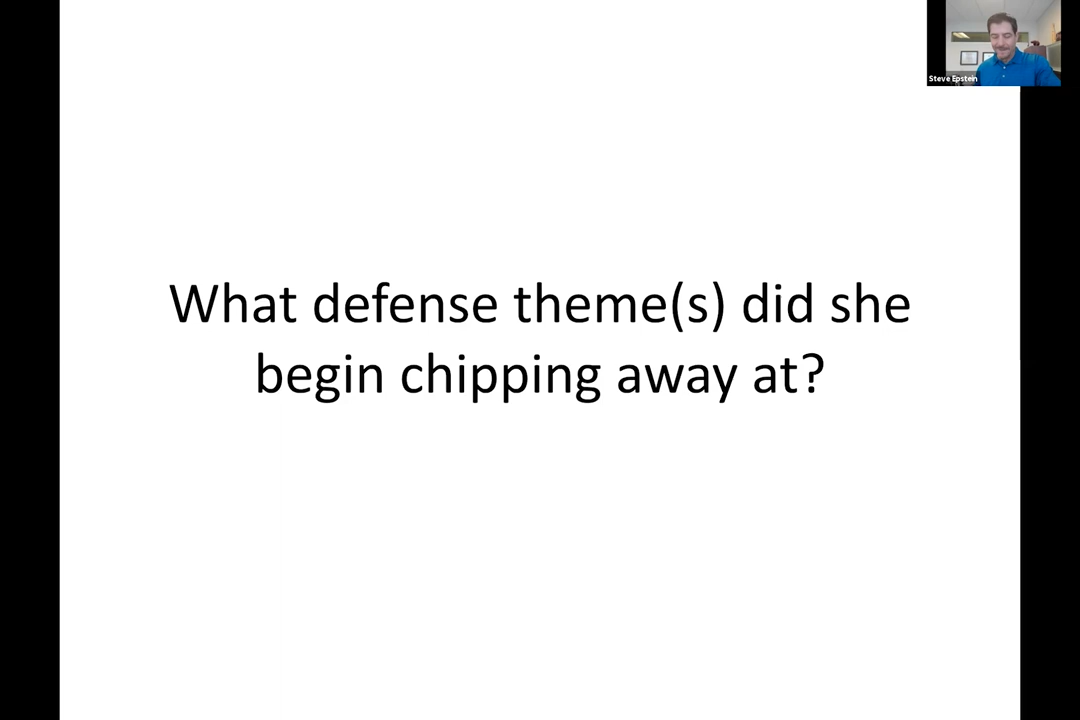 Steve Epstein
What defense theme(s) did she
begin chipping away at?